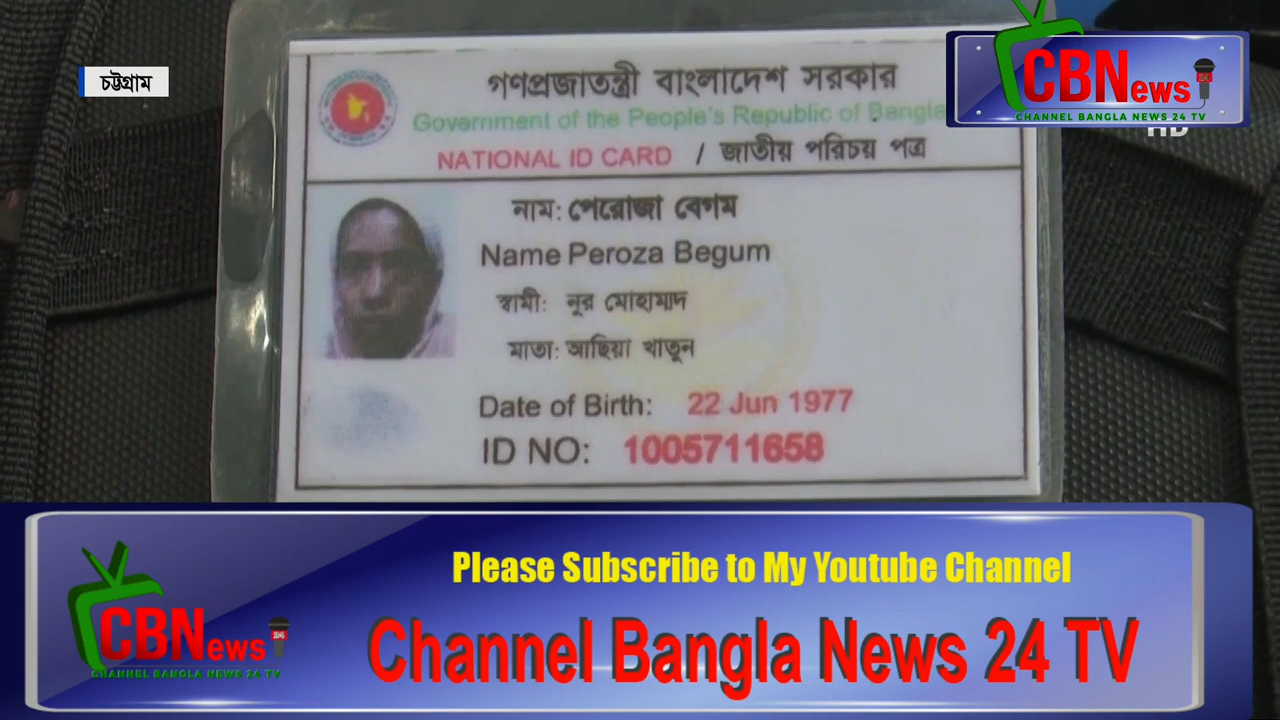 চট্টগ্রাম
CBNews
24
CHANNEL BANGLA NEWS 24 TV
HD
গণপ্রজাতন্ত্রী বাংলাদেশ সরকার
Government of the People's Republic of Bangla
NATIONAL ID CARD / জাতীয় পরিচয় পত্র
নাম: পেরোজা বেগম
Name Peroza Begum
স্বামী: নুর মোহাম্মদ
মাতা: আছিয়া খাতুন
Date of Birth: 22 Jun 1977
ID NO: 1005711658
Please Subscribe to My Youtube Channel
Channel Bangla News 24 TV
CBNews
24
CHANNEL BANGLA NEWS 24 TV